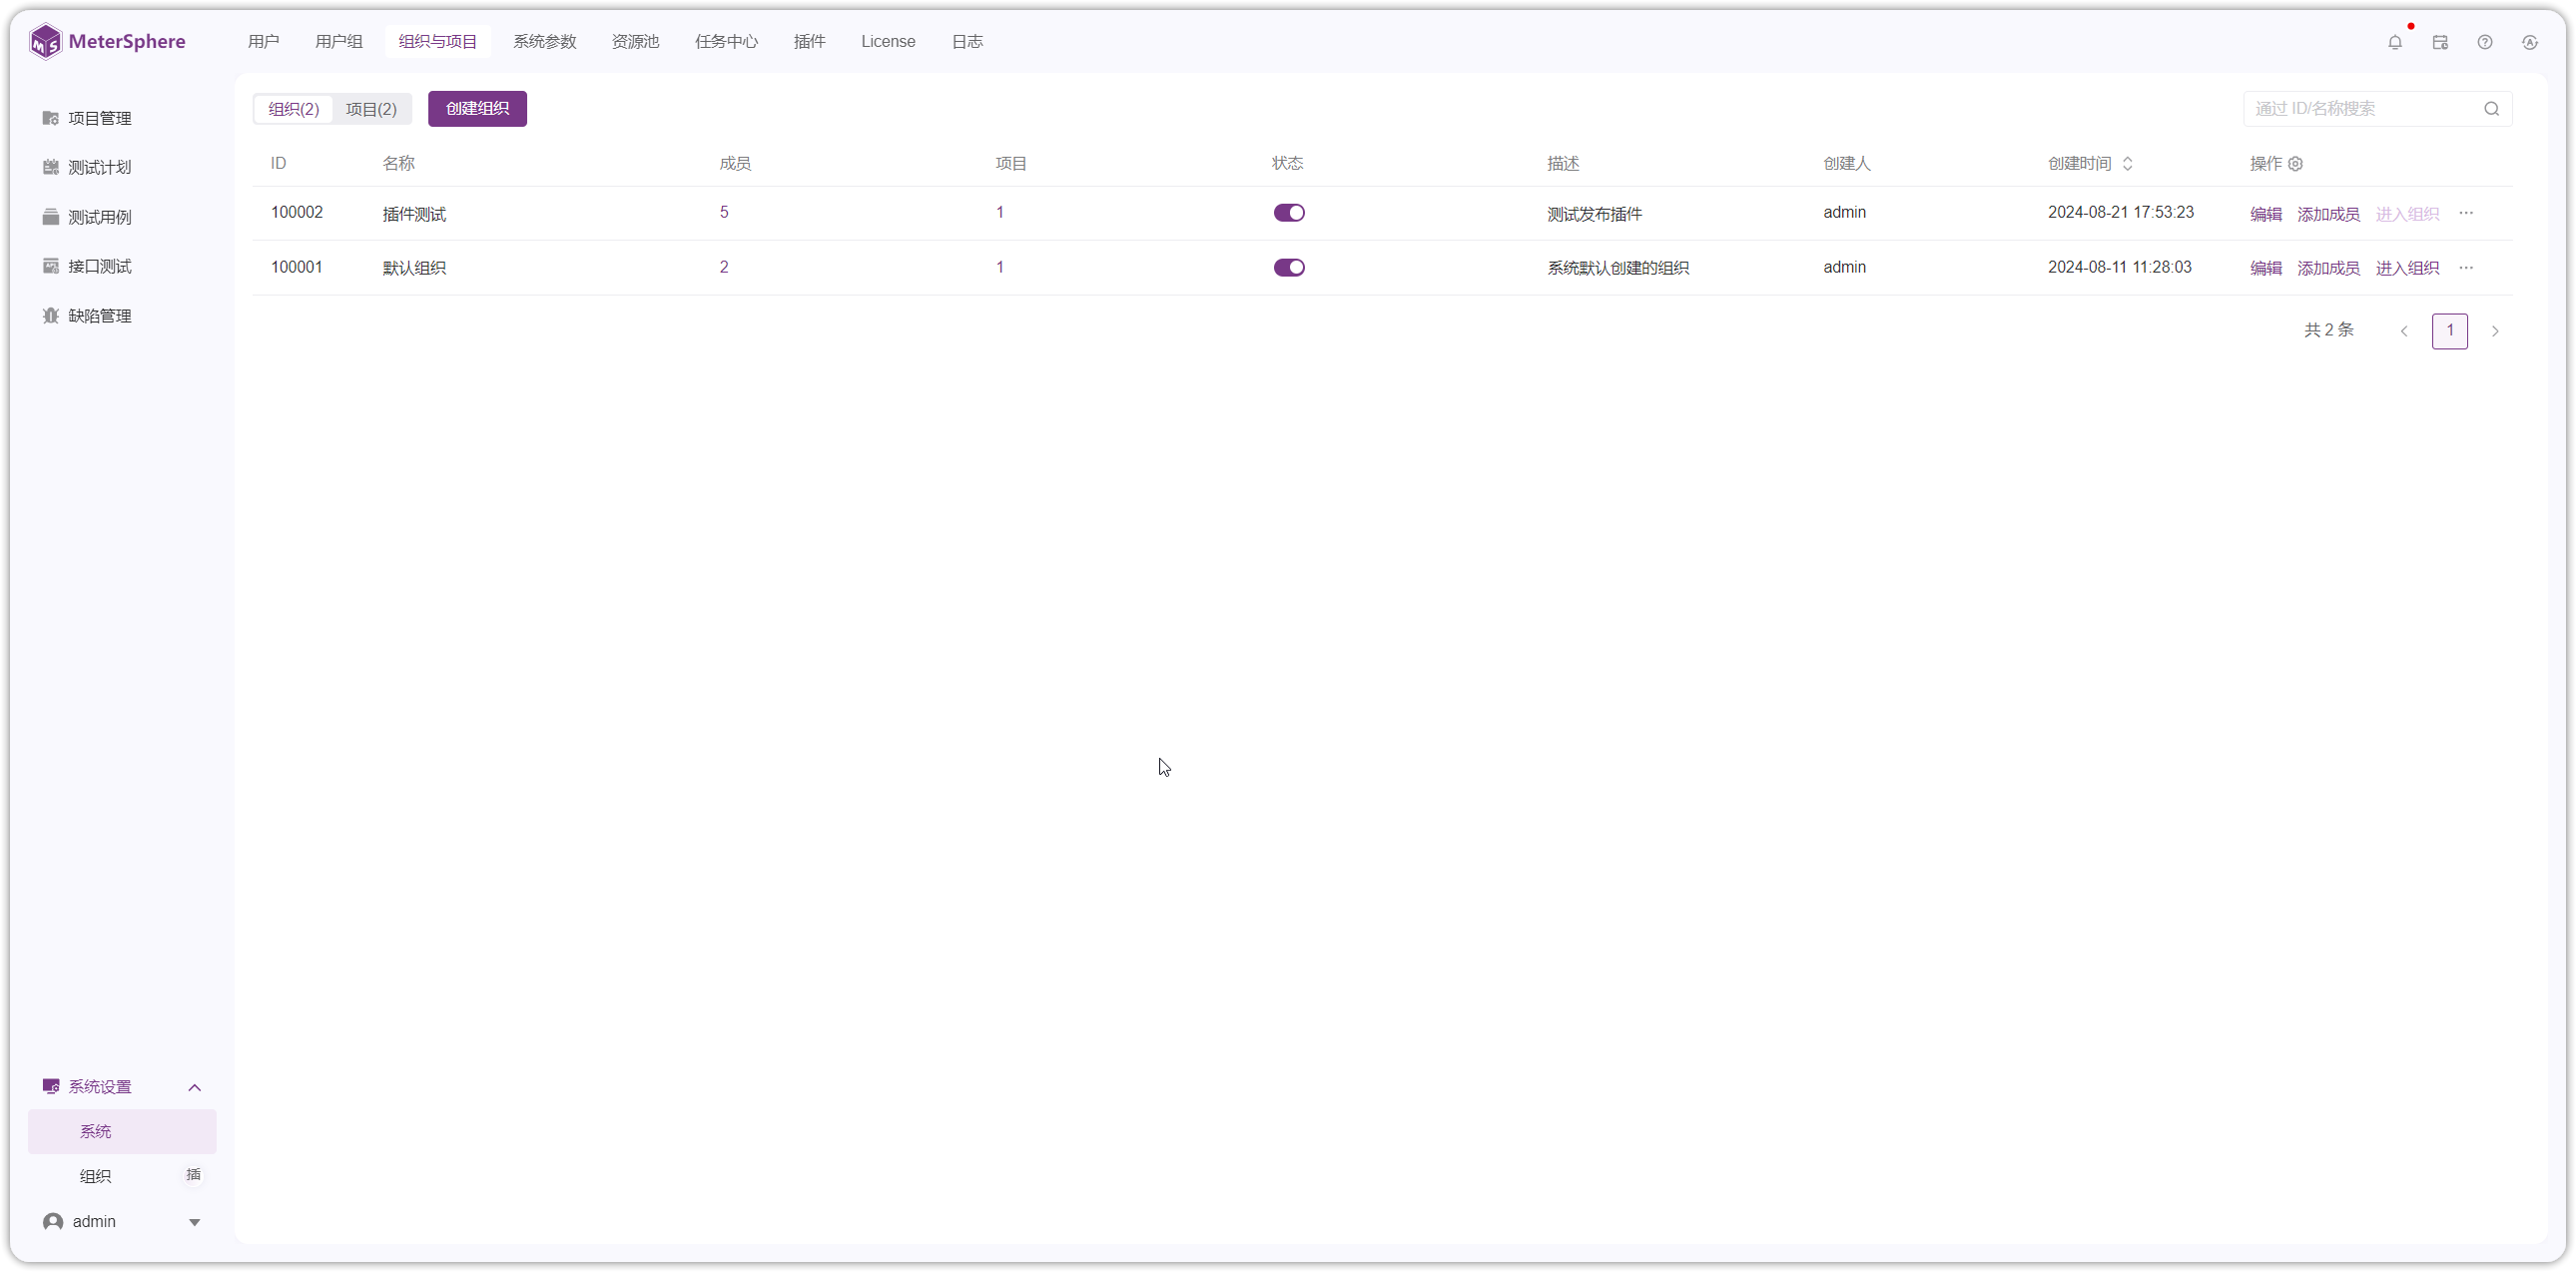 MeterSphere
用户 用户组 组织与项目 系统参数 资源池 任务中心 插件 License 日志
项目管理
测试计划
测试用例
接口测试
缺陷管理
组织(2) 项目(2) 创建组织 通过 ID/名称搜索
ID 名称 成员 项目 状态 描述 创建人 创建时间 操作
100002 插件测试 5 1 测试发布插件 admin 2024-08-21 17:53:23 编辑 添加成员 进入组织 ···
100001 默认组织 2 1 系统默认创建的组织 admin 2024-08-11 11:28:03 编辑 添加成员 进入组织 ···
共 2 条 1
系统设置
系统
组织 插
admin